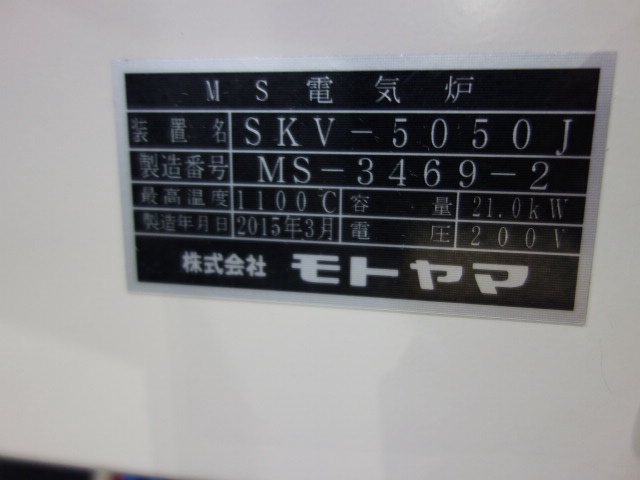 MS電気炉
装置名 SKV-5050J
製造番号 MS-3469-2
最高温度 1100℃ 容量 21.0kW
製造年月日 2015年3月 電圧 200V
株式会社 モトヤマ